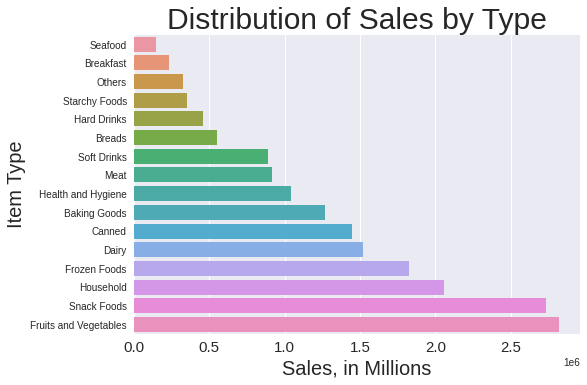 Distribution of Sales by Type
Item Type
Seafood
Breakfast
Others
Starchy Foods
Hard Drinks
Breads
Soft Drinks
Meat
Health and Hygiene
Baking Goods
Canned
Dairy
Frozen Foods
Household
Snack Foods
Fruits and Vegetables
0.0 0.5 1.0 1.5 2.0 2.5
1e6
Sales, in Millions